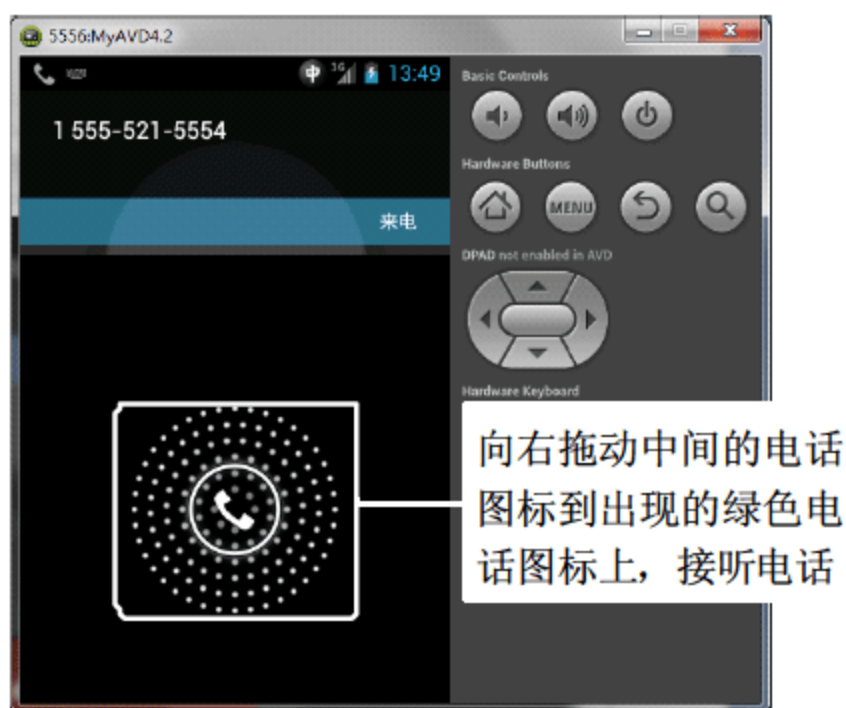 5556:MyAVD4.2
中 3G 13:49
Basic Controls
1 555-521-5554
Hardware Buttons
MENU
来电
DPAD not enabled in AVD
Hardware Keyboard
向右拖动中间的电话
图标到出现的绿色电
话图标上，接听电话